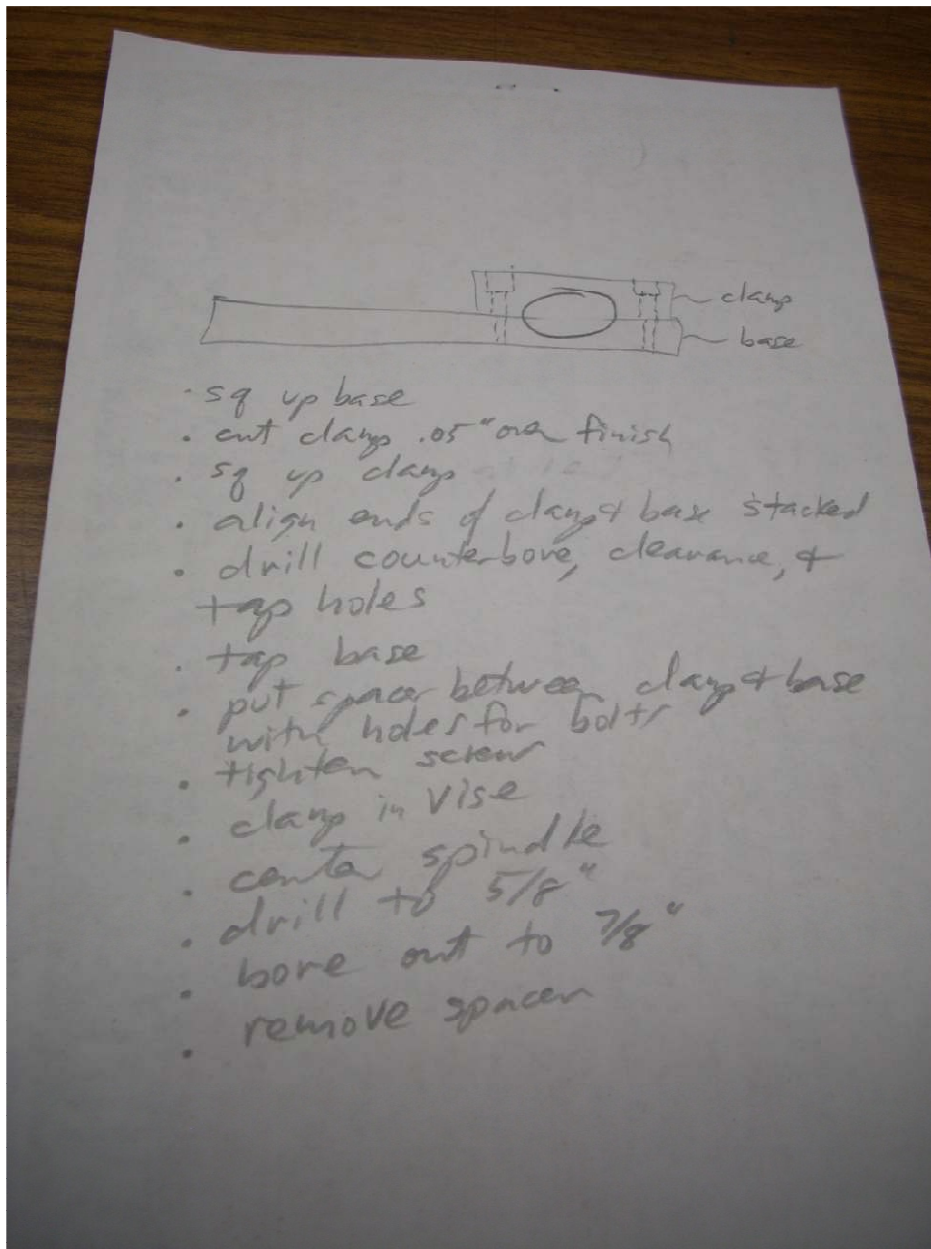 clamp
base
· sq up base
· cut clamp .05" over finish
· sq up clamp
· align ends of clamp & base stacked
· drill counterbore, clearance, &
tap holes
· tap base
· put spacer between clamp & base
with holes for bolts
· tighten screw
· clamp in vise
· center spindle
· drill to 5/8"
· bore out to 7/8"
· remove spacer